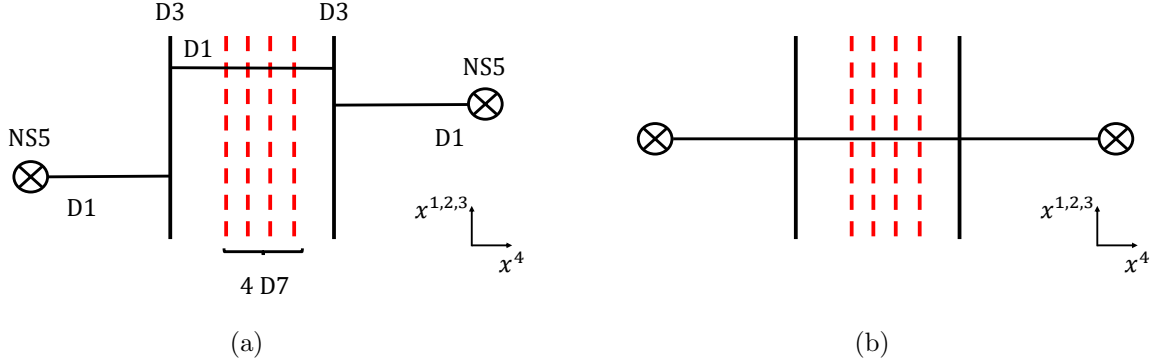 D3
D3
D1
NS5
D1
NS5
D1
x^{1,2,3}
x^4
4 D7
(a)
x^{1,2,3}
x^4
(b)